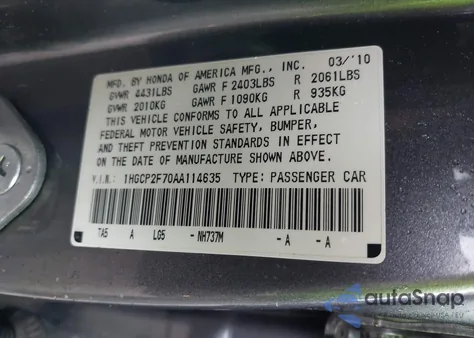 MFD. BY HONDA OF AMERICA MFG., INC. 03/'10
GVWR 4431LBS GAWR F 2403LBS R 2061LBS
GVWR 2010KG GAWR F 1090KG R 935KG
THIS VEHICLE CONFORMS TO ALL APPLICABLE
FEDERAL MOTOR VEHICLE SAFETY, BUMPER,
AND THEFT PREVENTION STANDARDS IN EFFECT
ON THE DATE OF MANUFACTURE SHOWN ABOVE.
V.I.N.: 1HGCP2F70AA114635 TYPE: PASSENGER CAR
TA5 A LG5 - NH737M - A - A
autoSnap